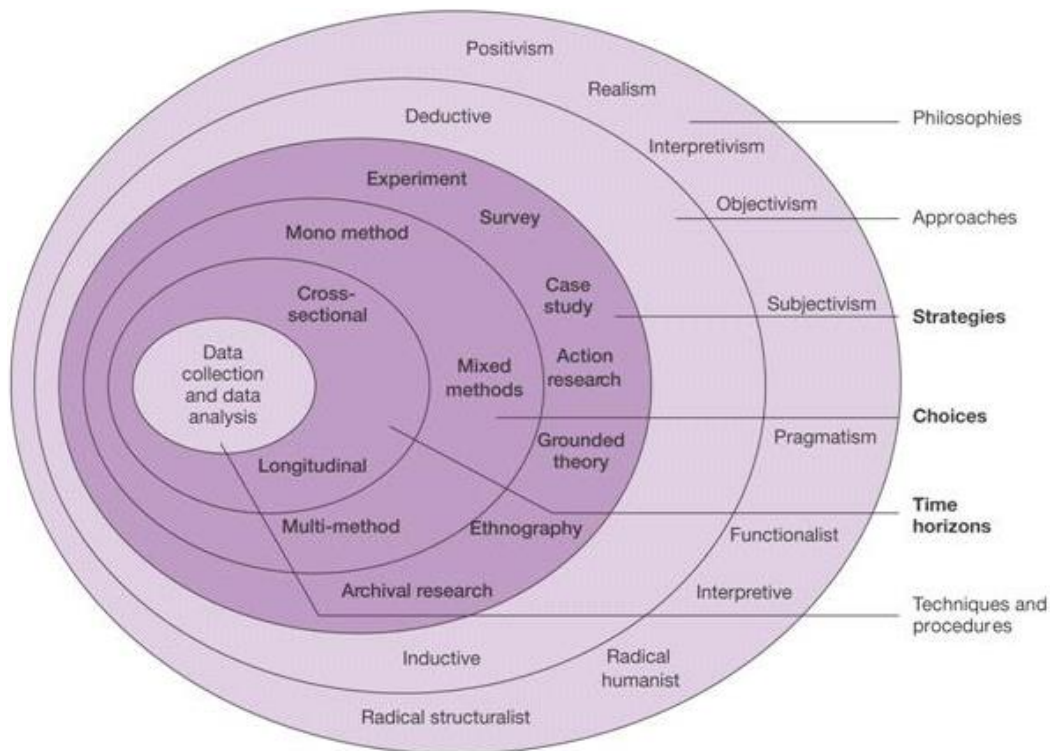 Positivism
Realism
Philosophies
Deductive
Interpretivism
Experiment
Objectivism
Survey
Approaches
Mono method
Case
study
Cross-
sectional
Subjectivism
Strategies
Data
collection
and data
analysis
Mixed
methods
Action
research
Choices
Pragmatism
Grounded
theory
Longitudinal
Time
horizons
Multi-method
Ethnography
Functionalist
Archival research
Interpretive
Techniques and
procedures
Inductive
Radical
humanist
Radical structuralist